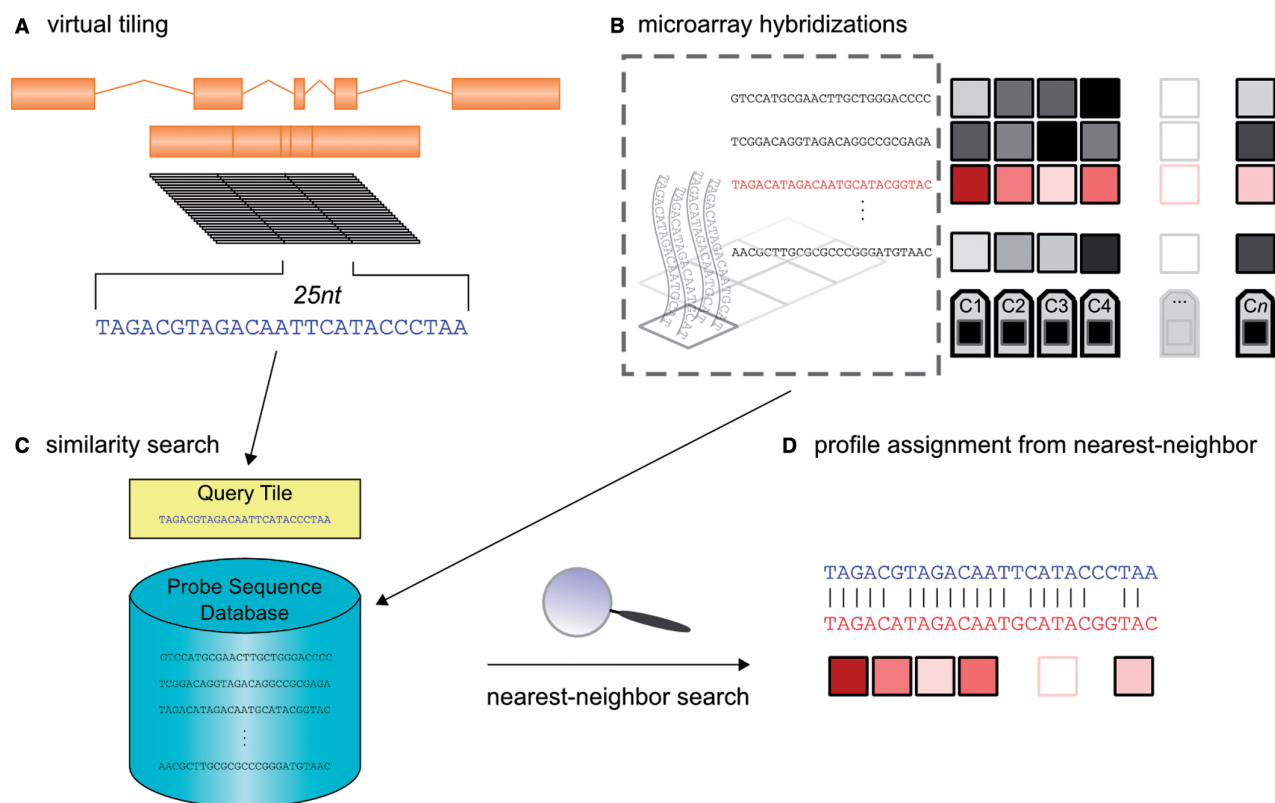 A virtual tiling
25nt
TAGACGTAGACAATTCATACCCTAA
B microarray hybridizations
GTCCATGCGAACTTGCTGGGACCCC
TCGGACAGGTAGACAGGCCGCGAGA
TAGACATAGACAATGCATACGGTAC
⋮
AACGCTTGCGCGCCCGGGATGTAAC
C1 C2 C3 C4 ... Cn
C similarity search
Query Tile
TAGACGTAGACAATTCATACCCTAA
Probe Sequence
Database
GTCCATGCGAACTTGCTGGGACCCC
TCGGACAGGTAGACAGGCCGCGAGA
TAGACATAGACAATGCATACGGTAC
⋮
AACGCTTGCGCGCCCGGGATGTAAC
nearest-neighbor search
D profile assignment from nearest-neighbor
TAGACGTAGACAATTCATACCCTAA
TAGACATAGACAATGCATACGGTAC